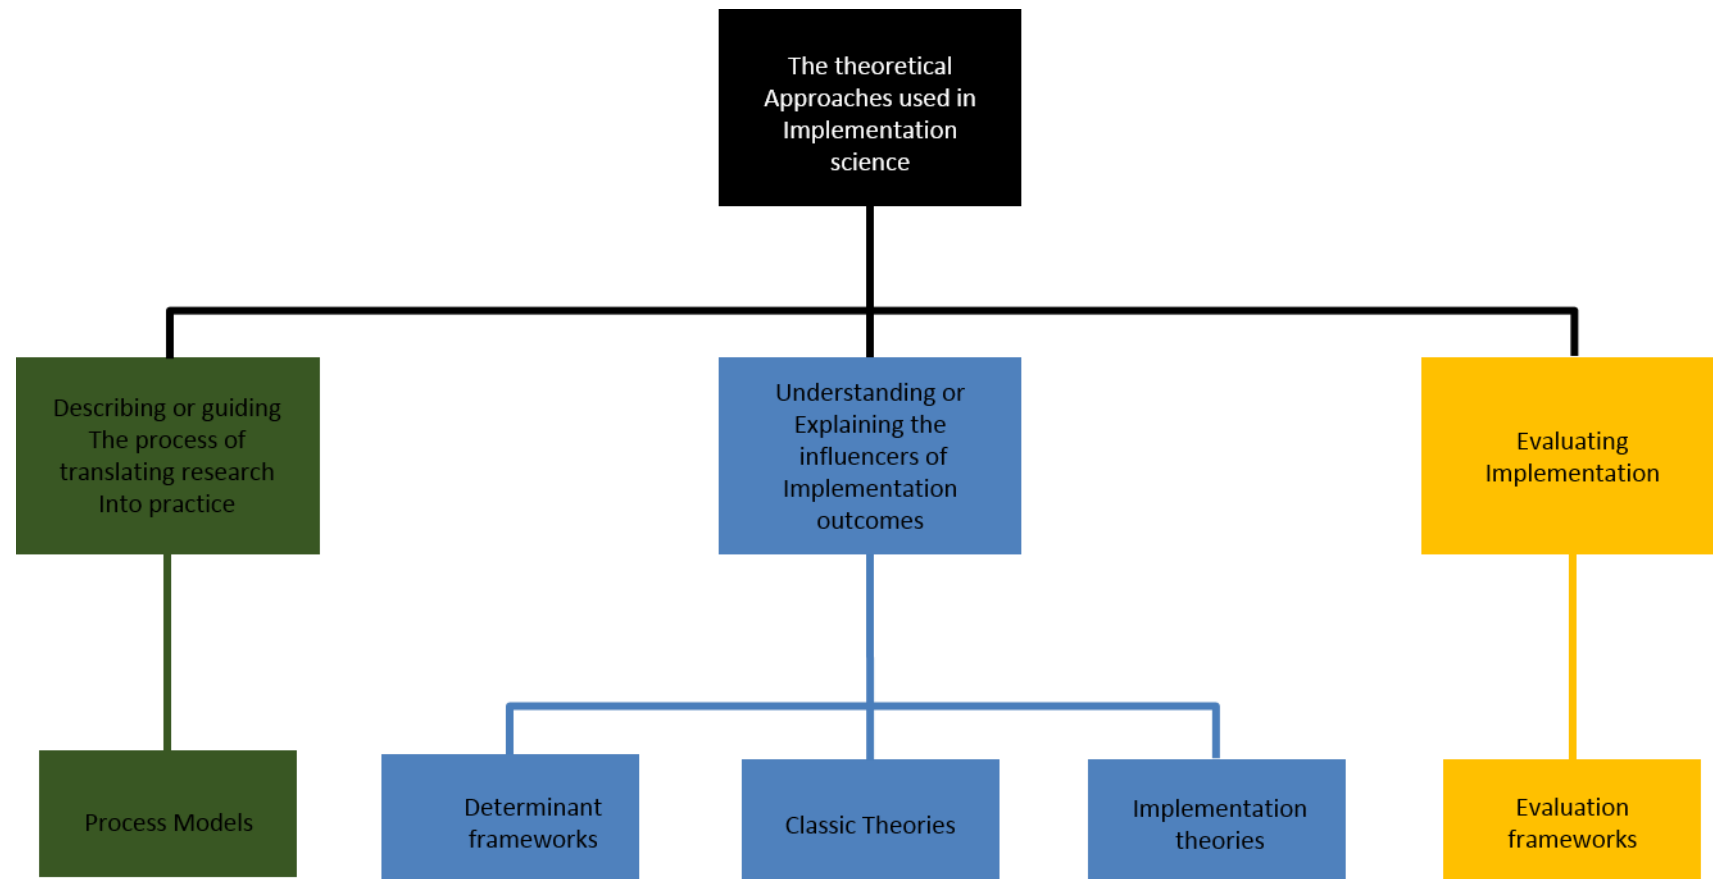 The theoretical
Approaches used in
Implementation
science
Describing or guiding
The process of
translating research
Into practice
Understanding or
Explaining the
influencers of
Implementation
outcomes
Evaluating
Implementation
Process Models
Determinant
frameworks
Classic Theories
Implementation
theories
Evaluation
frameworks